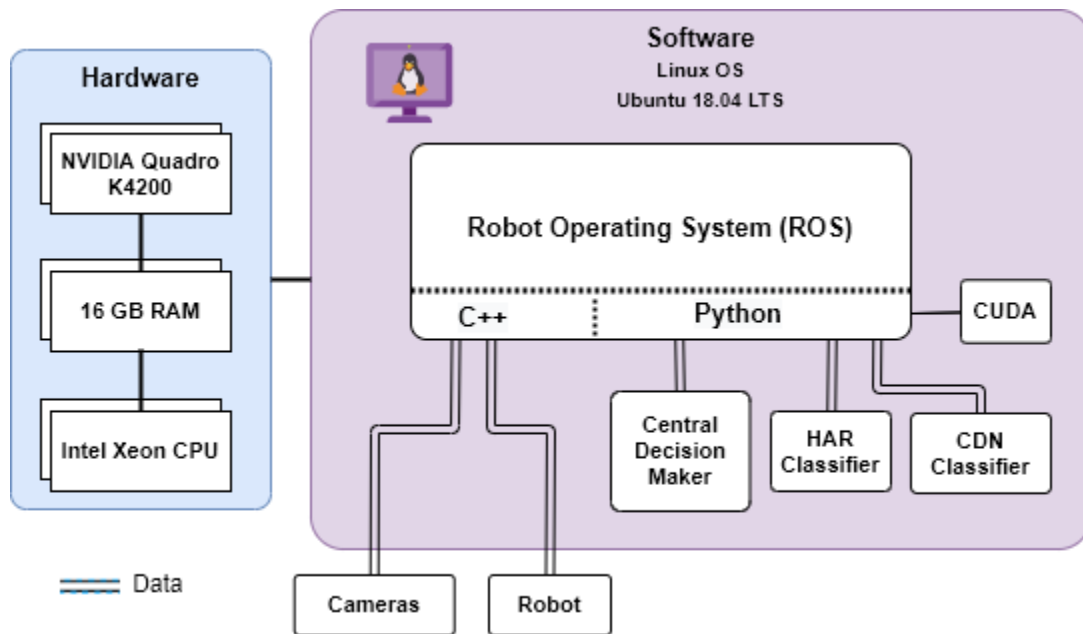 Hardware
NVIDIA Quadro
K4200
16 GB RAM
Intel Xeon CPU
Software
Linux OS
Ubuntu 18.04 LTS
Robot Operating System (ROS)
C++
Python
CUDA
Central
Decision
Maker
HAR
Classifier
CDN
Classifier
Cameras
Robot
Data